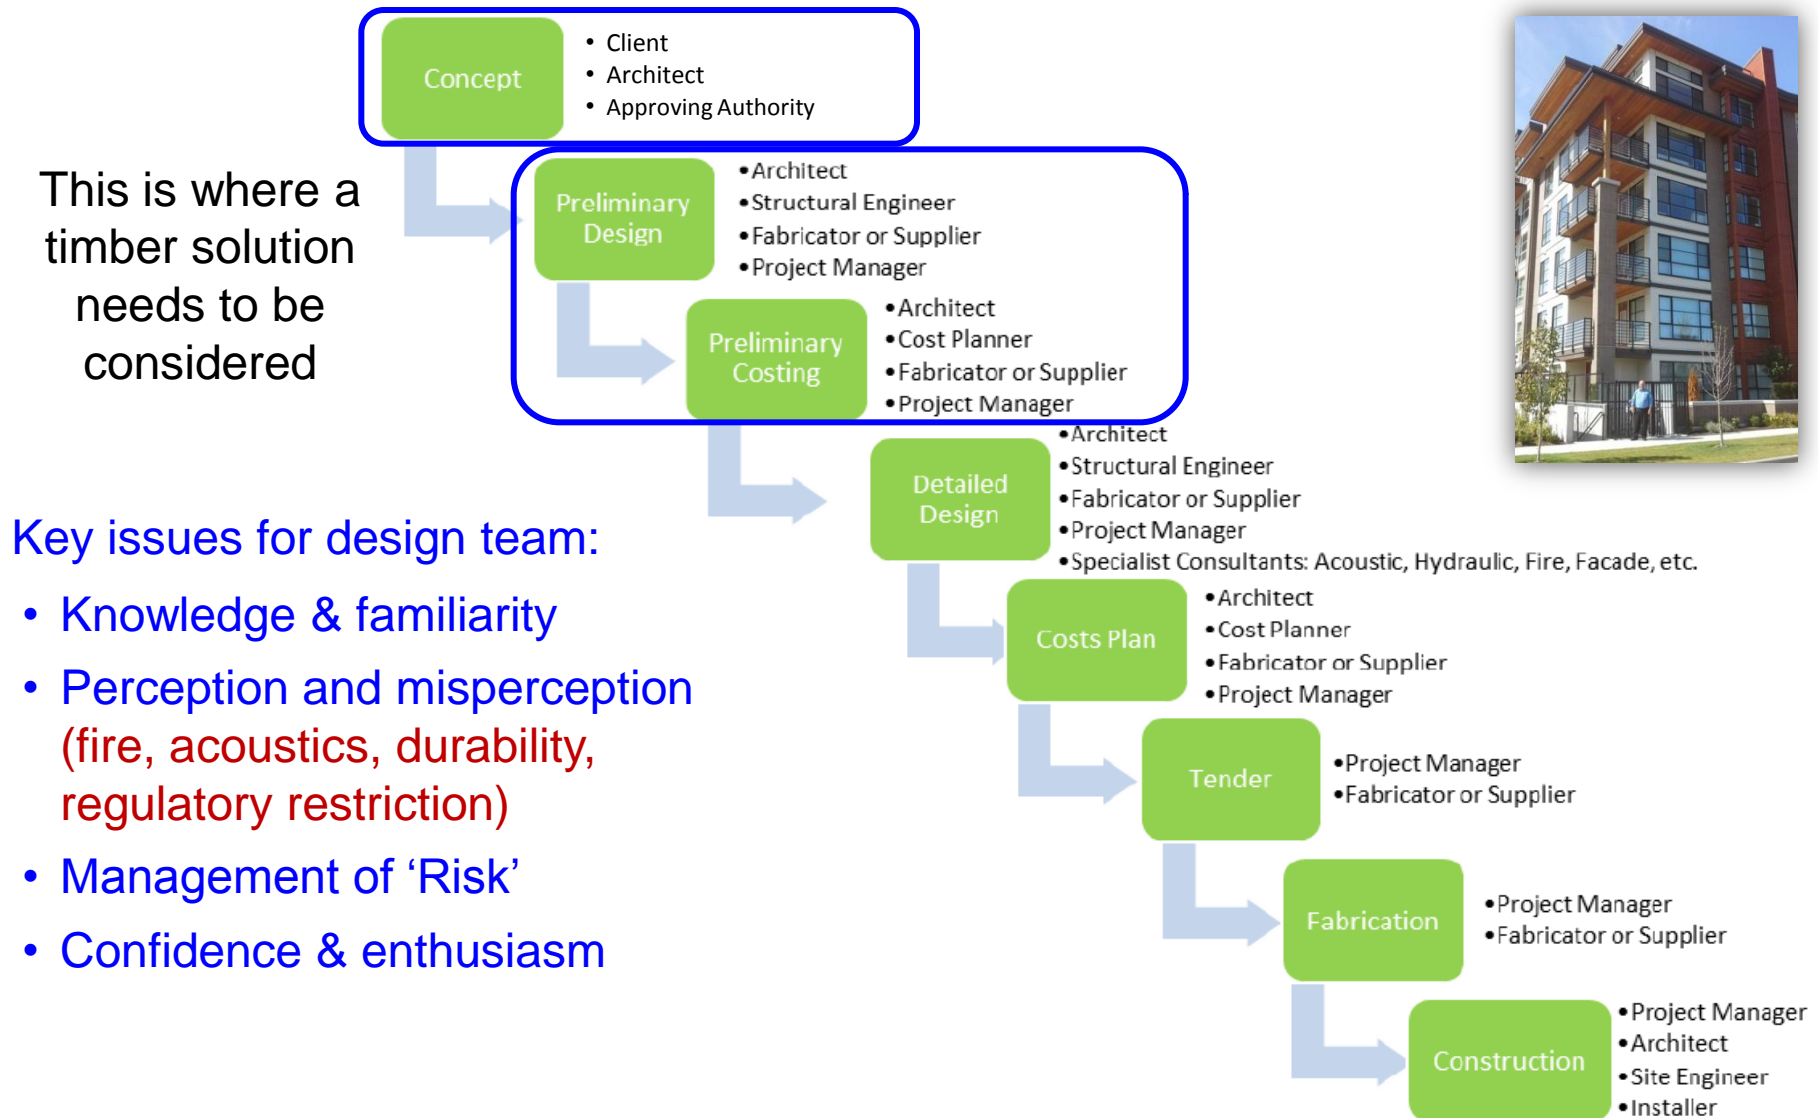 Concept
• Client
• Architect
• Approving Authority
This is where a
timber solution
needs to be
considered
Preliminary
Design
•Architect
•Structural Engineer
•Fabricator or Supplier
•Project Manager
Preliminary
Costing
•Architect
•Cost Planner
•Fabricator or Supplier
•Project Manager
Detailed
Design
•Architect
•Structural Engineer
•Fabricator or Supplier
•Project Manager
•Specialist Consultants: Acoustic, Hydraulic, Fire, Facade, etc.
Key issues for design team:
• Knowledge & familiarity
• Perception and misperception
(fire, acoustics, durability,
regulatory restriction)
• Management of ‘Risk’
• Confidence & enthusiasm
Costs Plan
•Architect
•Cost Planner
•Fabricator or Supplier
•Project Manager
Tender
•Project Manager
•Fabricator or Supplier
Fabrication
•Project Manager
•Fabricator or Supplier
Construction
•Project Manager
•Architect
•Site Engineer
•Installer